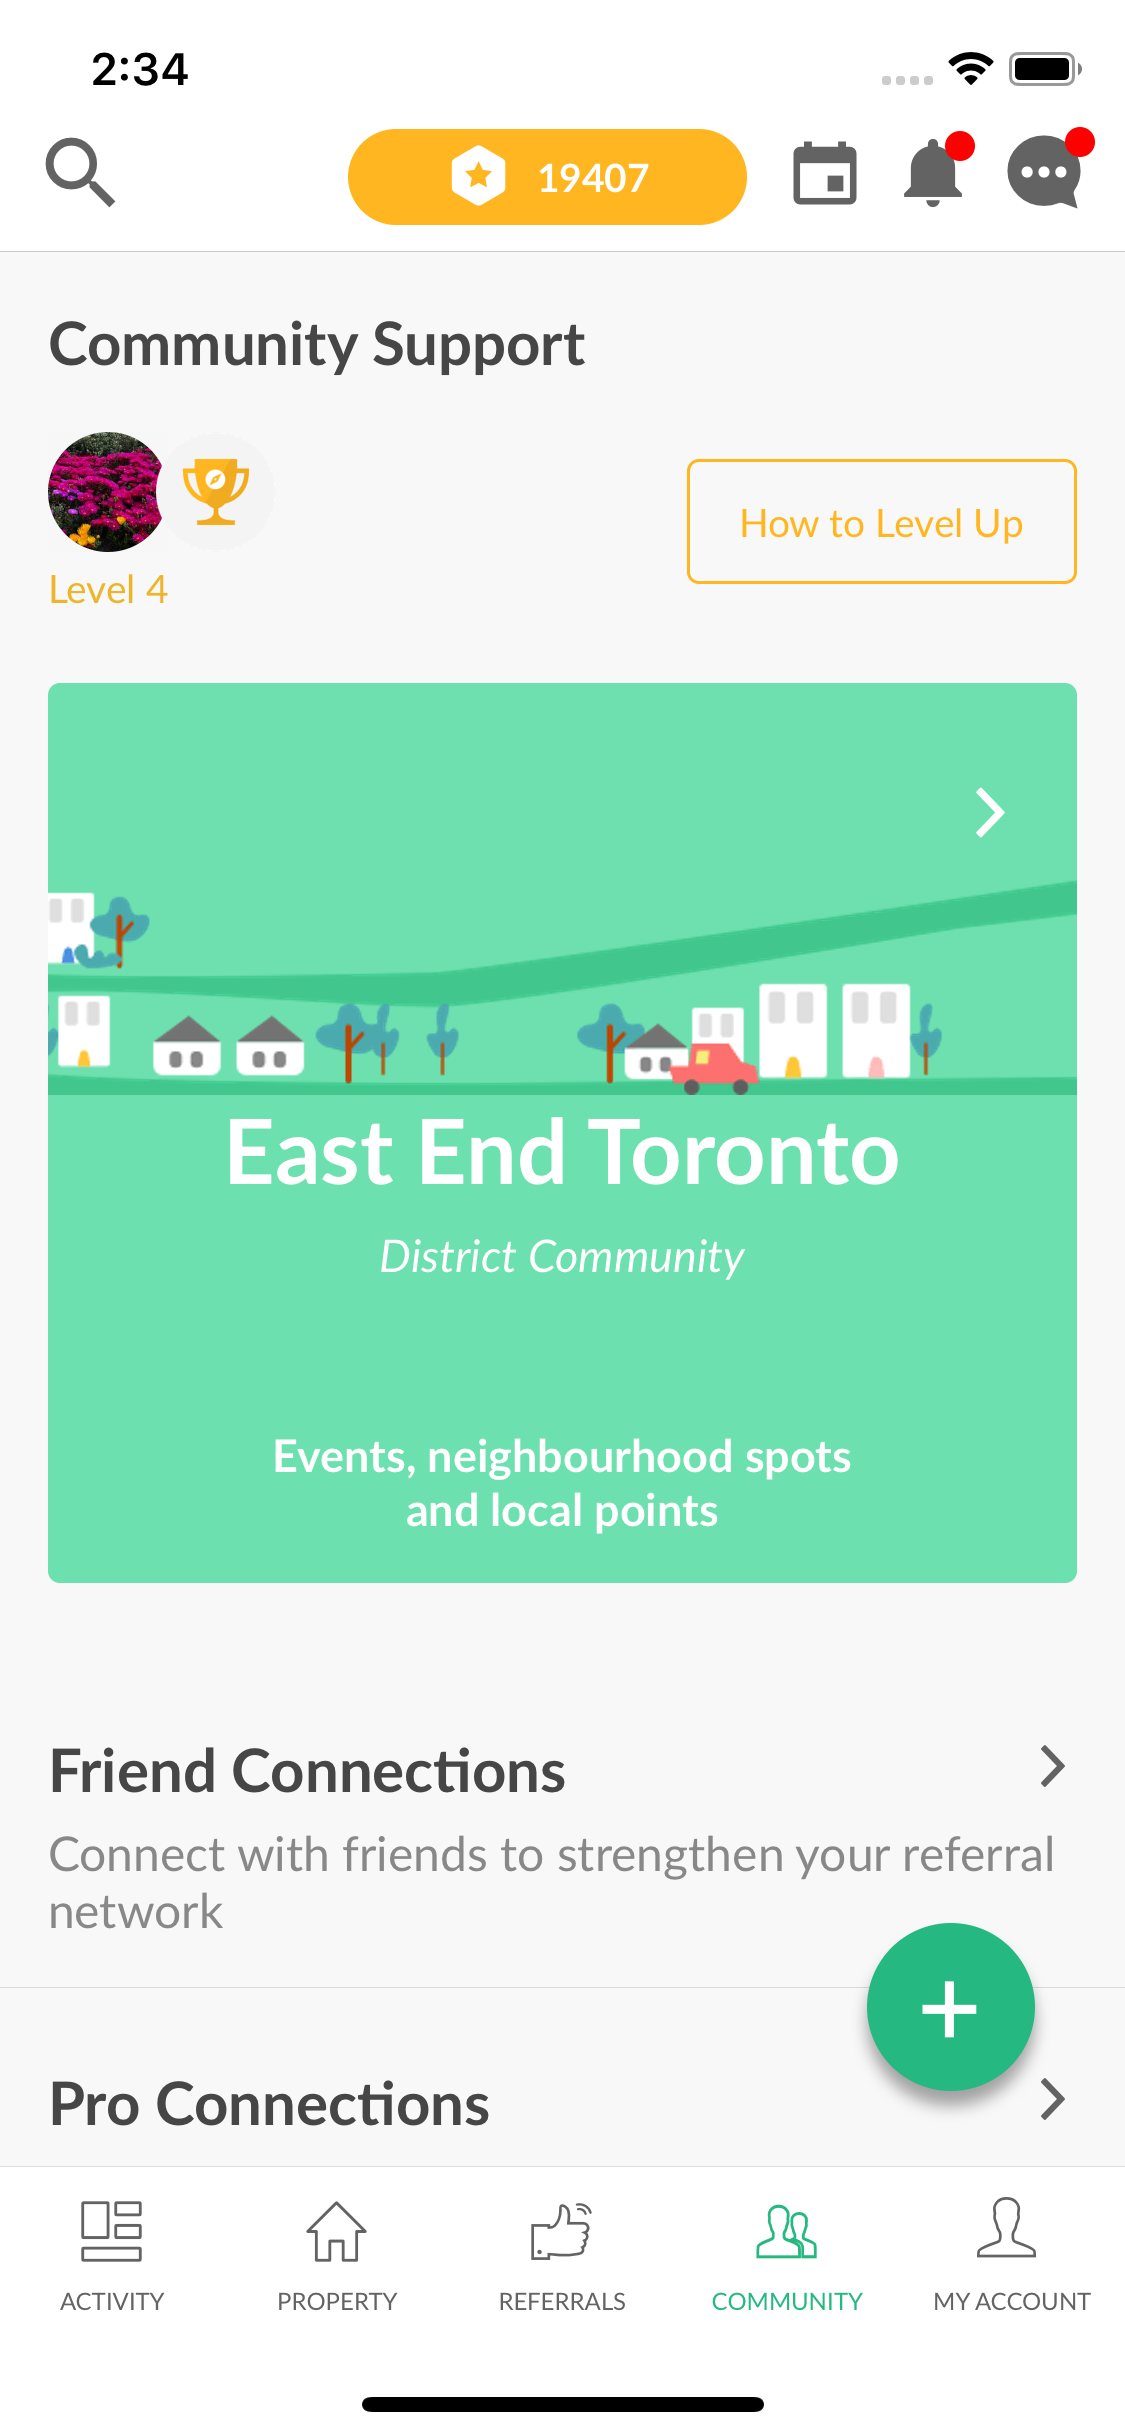 2:34
19407
Community Support
Level 4
How to Level Up
East End Toronto
District Community
Events, neighbourhood spots
and local points
Friend Connections
Connect with friends to strengthen your referral
network
Pro Connections
ACTIVITY
PROPERTY
REFERRALS
COMMUNITY
MY ACCOUNT